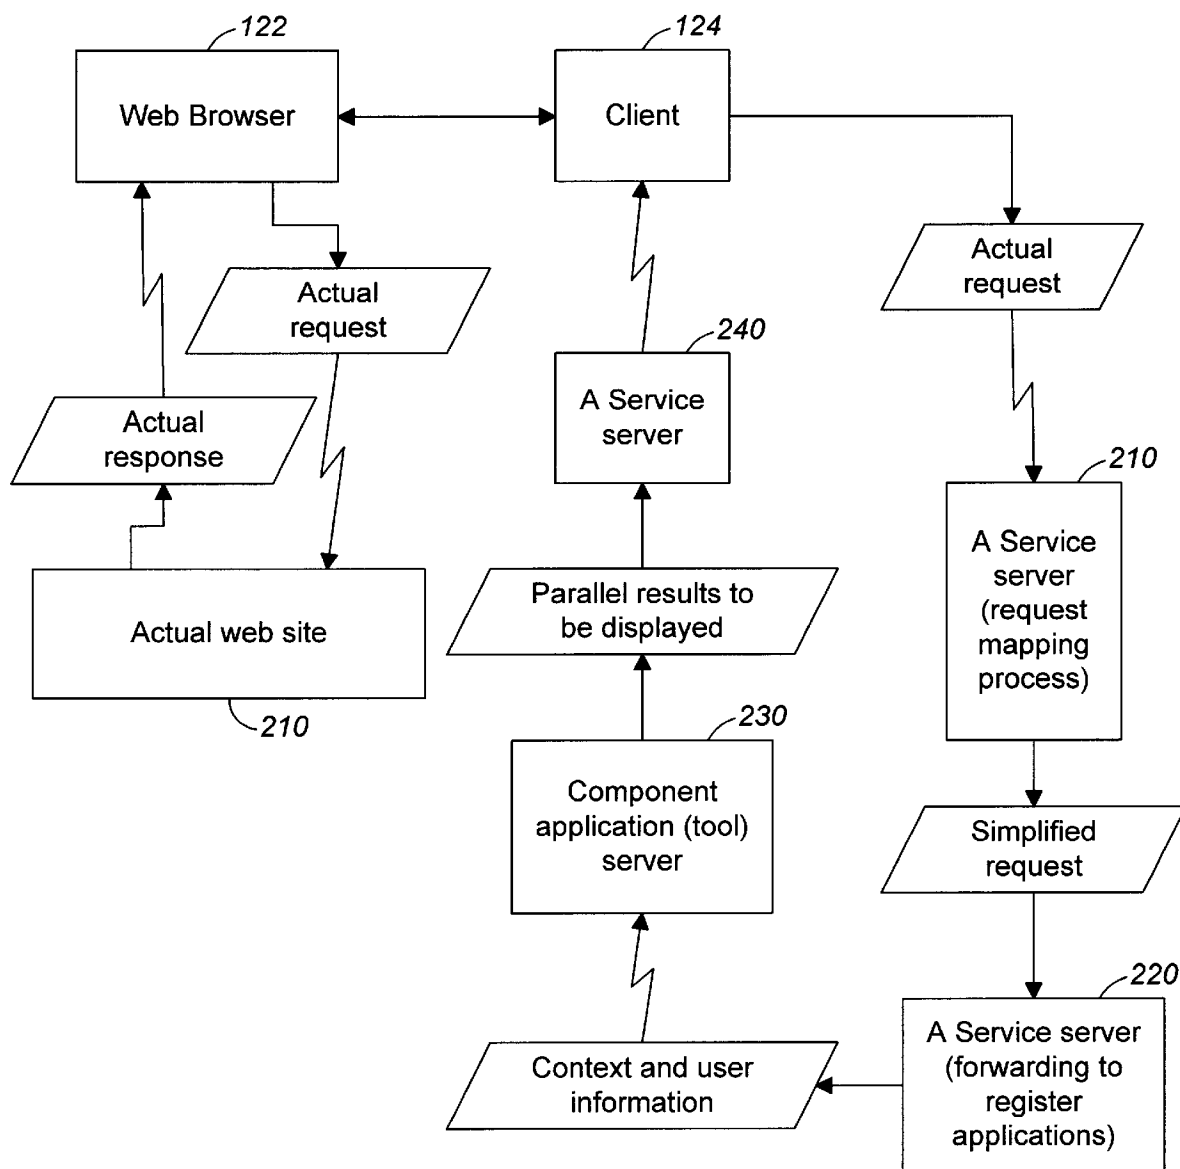 122
124
Web Browser
Client
Actual
request
Actual
request
240
A Service
server
Actual
response
210
A Service
server
(request
mapping
process)
Parallel results to
be displayed
Actual web site
210
230
Component
application (tool)
server
Simplified
request
220
A Service server
(forwarding to
register
applications)
Context and user
information